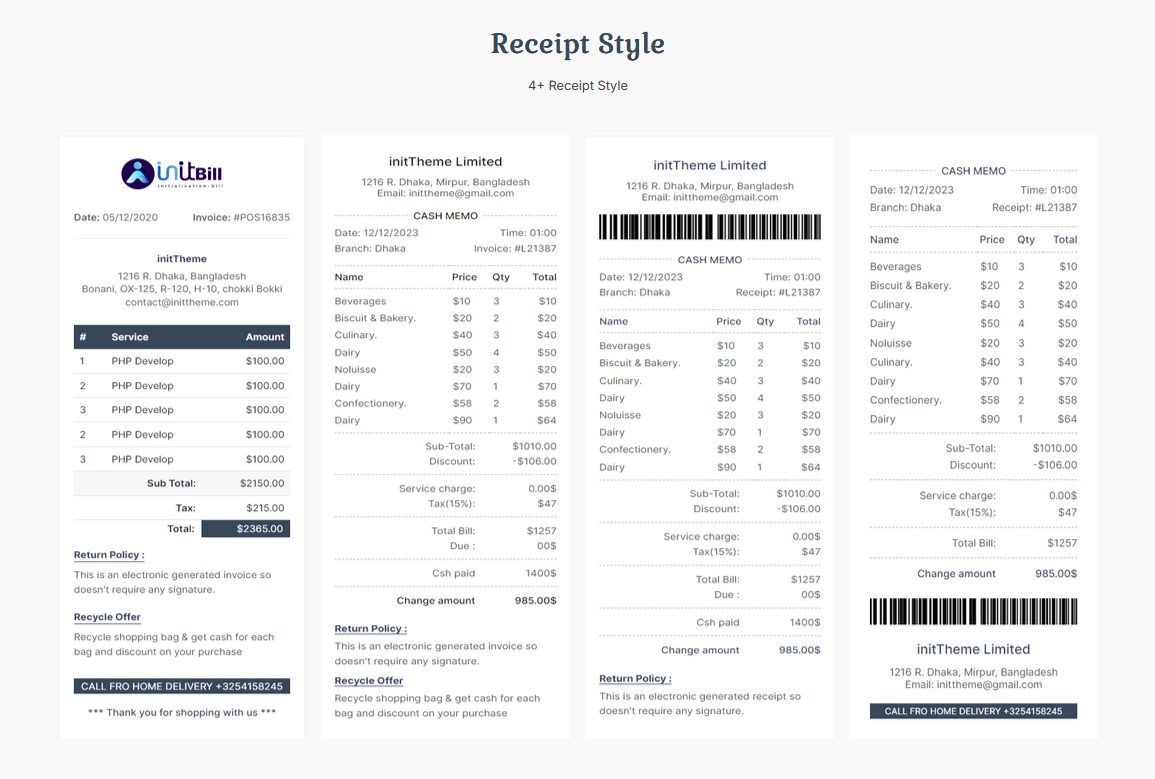 Receipt Style
4+ Receipt Style
initBill
initialization-bill
Date: 05/12/2020 Invoice: #POS16835
initTheme
1216 R. Dhaka, Bangladesh
Bonani, OX-125, R-120, H-10, chokki Bokki
contact@inittheme.com
# Service Amount
1 PHP Develop $100.00
2 PHP Develop $100.00
3 PHP Develop $100.00
2 PHP Develop $100.00
3 PHP Develop $100.00
Sub Total: $2150.00
Tax: $215.00
Total: $2365.00
Return Policy :
This is an electronic generated invoice so
doesn't require any signature.
Recycle Offer
Recycle shopping bag & get cash for each
bag and discount on your purchase
CALL FRO HOME DELIVERY +3254158245
*** Thank you for shopping with us ***
initTheme Limited
1216 R. Dhaka, Mirpur, Bangladesh
Email: inittheme@gmail.com
CASH MEMO
Date: 12/12/2023 Time: 01:00
Branch: Dhaka Invoice: #L21387
Name Price Qty Total
Beverages $10 3 $10
Biscuit & Bakery. $20 2 $20
Culinary. $40 3 $40
Dairy $50 4 $50
Noluisse $20 3 $20
Dairy $70 1 $70
Confectionery. $58 2 $58
Dairy $90 1 $64
Sub-Total: $1010.00
Discount: -$106.00
Service charge: 0.00$
Tax(15%): $47
Total Bill: $1257
Due : 00$
Csh paid 1400$
Change amount 985.00$
Return Policy :
This is an electronic generated invoice so
doesn't require any signature.
Recycle Offer
Recycle shopping bag & get cash for each
bag and discount on your purchase
initTheme Limited
1216 R. Dhaka, Mirpur, Bangladesh
Email: inittheme@gmail.com
CASH MEMO
Date: 12/12/2023 Time: 01:00
Branch: Dhaka Receipt: #L21387
Name Price Qty Total
Beverages $10 3 $10
Biscuit & Bakery. $20 2 $20
Culinary. $40 3 $40
Dairy $50 4 $50
Noluisse $20 3 $20
Dairy $70 1 $70
Confectionery. $58 2 $58
Dairy $90 1 $64
Sub-Total: $1010.00
Discount: -$106.00
Service charge: 0.00$
Tax(15%): $47
Total Bill: $1257
Due : 00$
Csh paid 1400$
Change amount 985.00$
Return Policy :
This is an electronic generated receipt so
doesn't require any signature.
CASH MEMO
Date: 12/12/2023 Time: 01:00
Branch: Dhaka Receipt: #L21387
Name Price Qty Total
Beverages $10 3 $10
Biscuit & Bakery. $20 2 $20
Culinary. $40 3 $40
Dairy $50 4 $50
Noluisse $20 3 $20
Culinary. $40 3 $40
Dairy $70 1 $70
Confectionery. $58 2 $58
Dairy $90 1 $64
Sub-Total: $1010.00
Discount: -$106.00
Service charge: 0.00$
Tax(15%): $47
Total Bill: $1257
Change amount 985.00$
initTheme Limited
1216 R. Dhaka, Mirpur, Bangladesh
Email: inittheme@gmail.com
CALL FRO HOME DELIVERY +3254158245